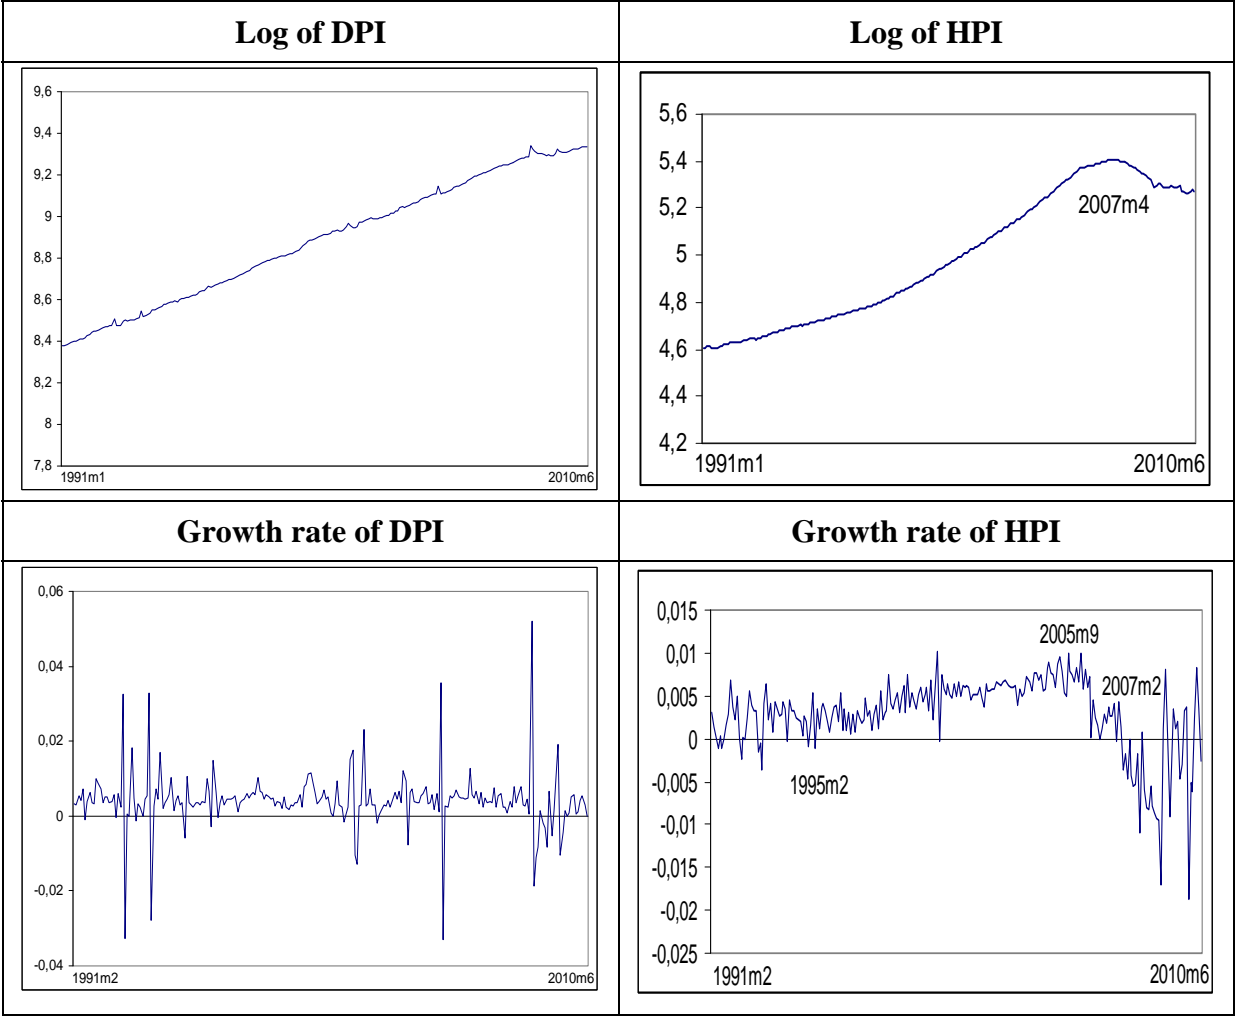 Log of DPI
Log of HPI
9,6
9,4
9,2
9
8,8
8,6
8,4
8,2
8
7,8
1991m1
2010m6
5,6
5,4
5,2
5
4,8
4,6
4,4
4,2
2007m4
1991m1
2010m6
Growth rate of DPI
Growth rate of HPI
0,06
0,04
0,02
0
-0,02
-0,04
1991m2
2010m6
0,015
0,01
0,005
0
-0,005
-0,01
-0,015
-0,02
-0,025
2005m9
2007m2
1995m2
1991m2
2010m6